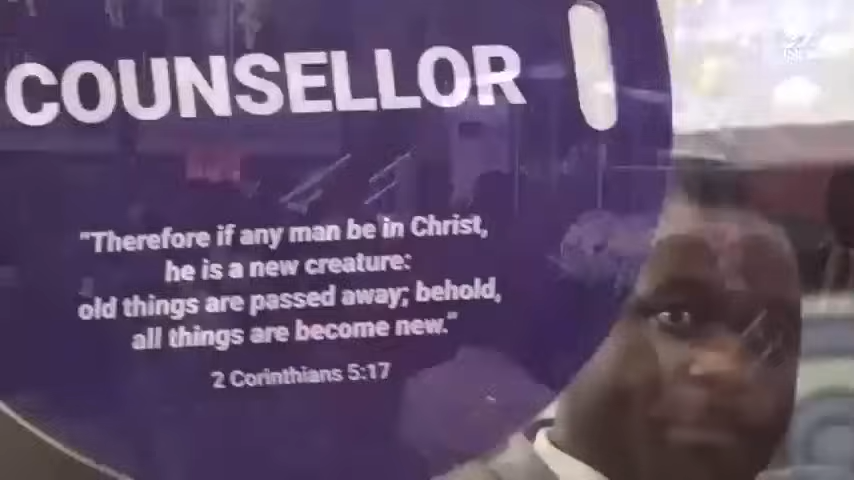 COUNSELLOR
"Therefore if any man be in Christ,
he is a new creature:
old things are passed away; behold,
all things are become new."
2 Corinthians 5:17